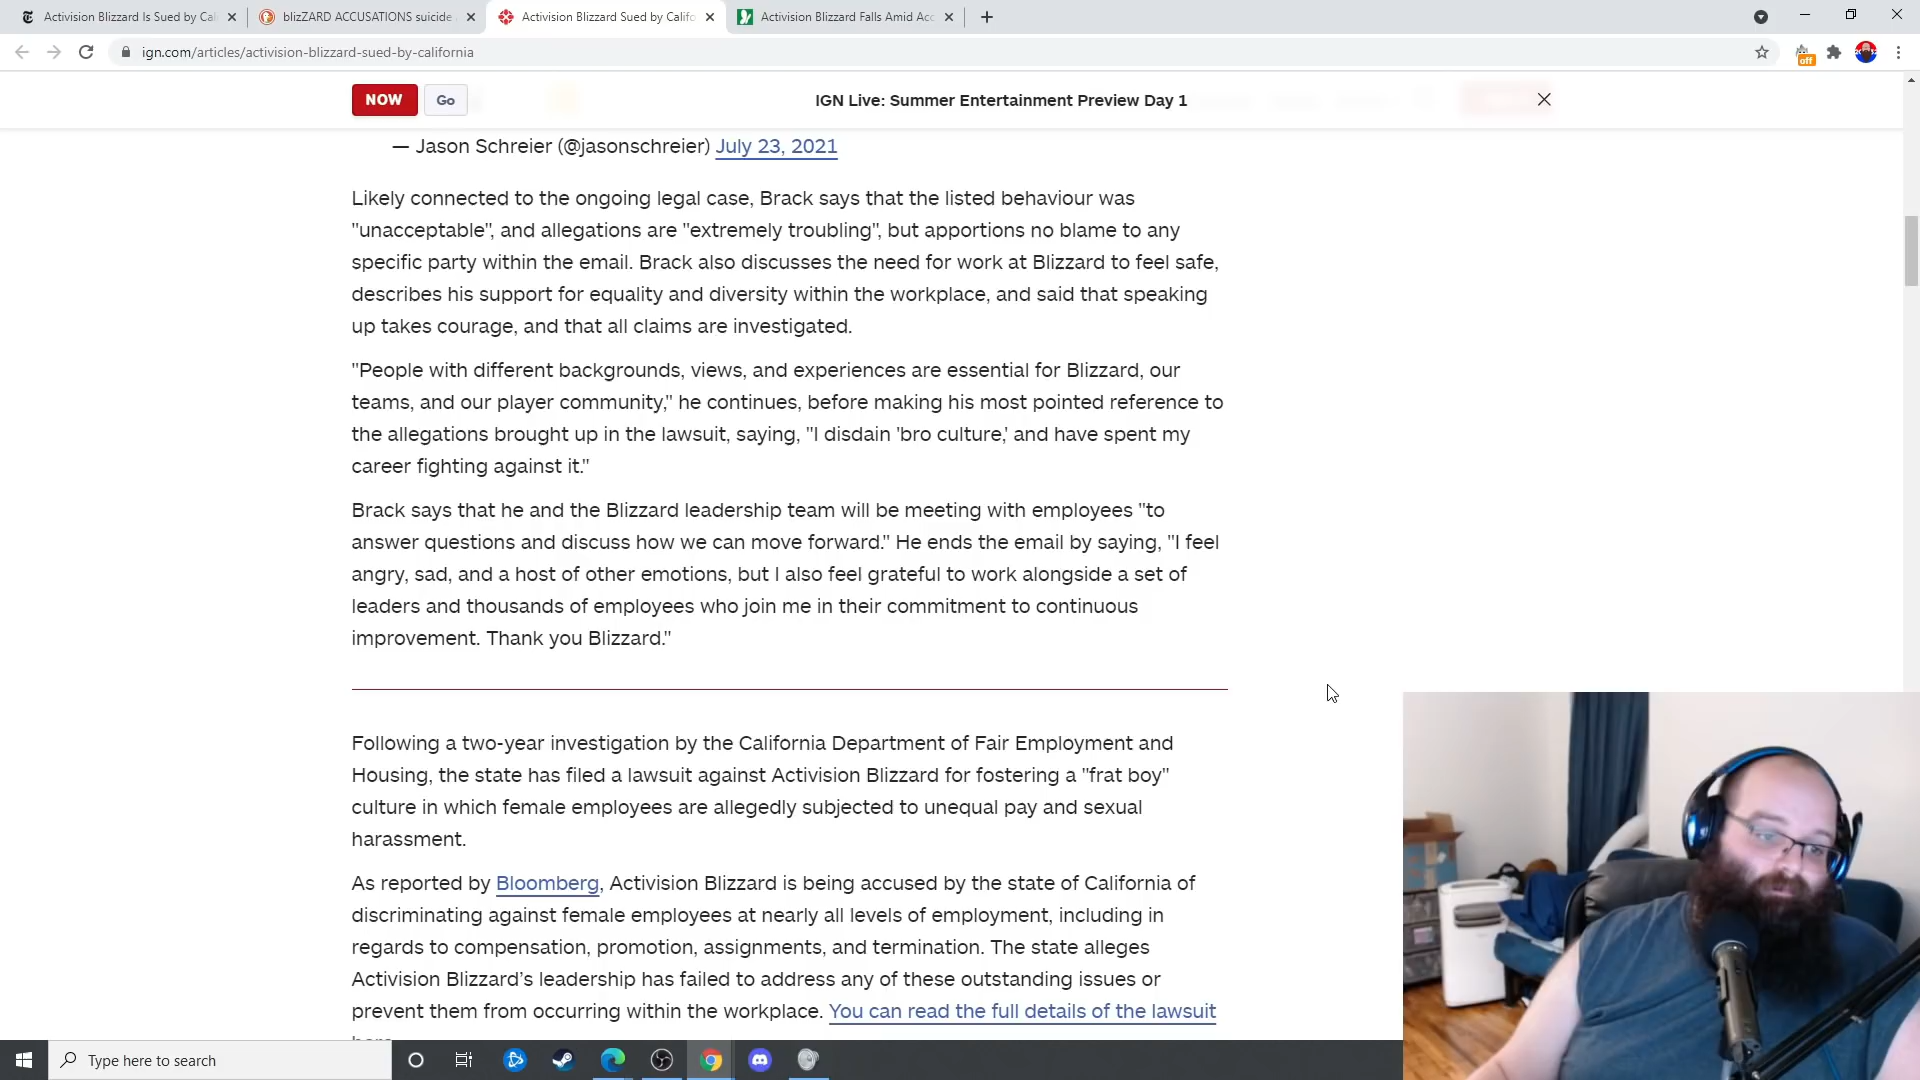 Activision Blizzard Is Sued by Cal
blizZARD ACCUSATIONS suicide
Activision Blizzard Sued by Califo
Activision Blizzard Falls Amid Acc
ign.com/articles/activision-blizzard-sued-by-california
off
NOW
Go
IGN Live: Summer Entertainment Preview Day 1
— Jason Schreier (@jasonschreier) July 23, 2021
Likely connected to the ongoing legal case, Brack says that the listed behaviour was
"unacceptable", and allegations are "extremely troubling", but apportions no blame to any
specific party within the email. Brack also discusses the need for work at Blizzard to feel safe,
describes his support for equality and diversity within the workplace, and said that speaking
up takes courage, and that all claims are investigated.
"People with different backgrounds, views, and experiences are essential for Blizzard, our
teams, and our player community," he continues, before making his most pointed reference to
the allegations brought up in the lawsuit, saying, "I disdain 'bro culture,' and have spent my
career fighting against it."
Brack says that he and the Blizzard leadership team will be meeting with employees "to
answer questions and discuss how we can move forward." He ends the email by saying, "I feel
angry, sad, and a host of other emotions, but I also feel grateful to work alongside a set of
leaders and thousands of employees who join me in their commitment to continuous
improvement. Thank you Blizzard."
Following a two-year investigation by the California Department of Fair Employment and
Housing, the state has filed a lawsuit against Activision Blizzard for fostering a "frat boy"
culture in which female employees are allegedly subjected to unequal pay and sexual
harassment.
As reported by Bloomberg, Activision Blizzard is being accused by the state of California of
discriminating against female employees at nearly all levels of employment, including in
regards to compensation, promotion, assignments, and termination. The state alleges
Activision Blizzard's leadership has failed to address any of these outstanding issues or
prevent them from occurring within the workplace. You can read the full details of the lawsuit
Type here to search